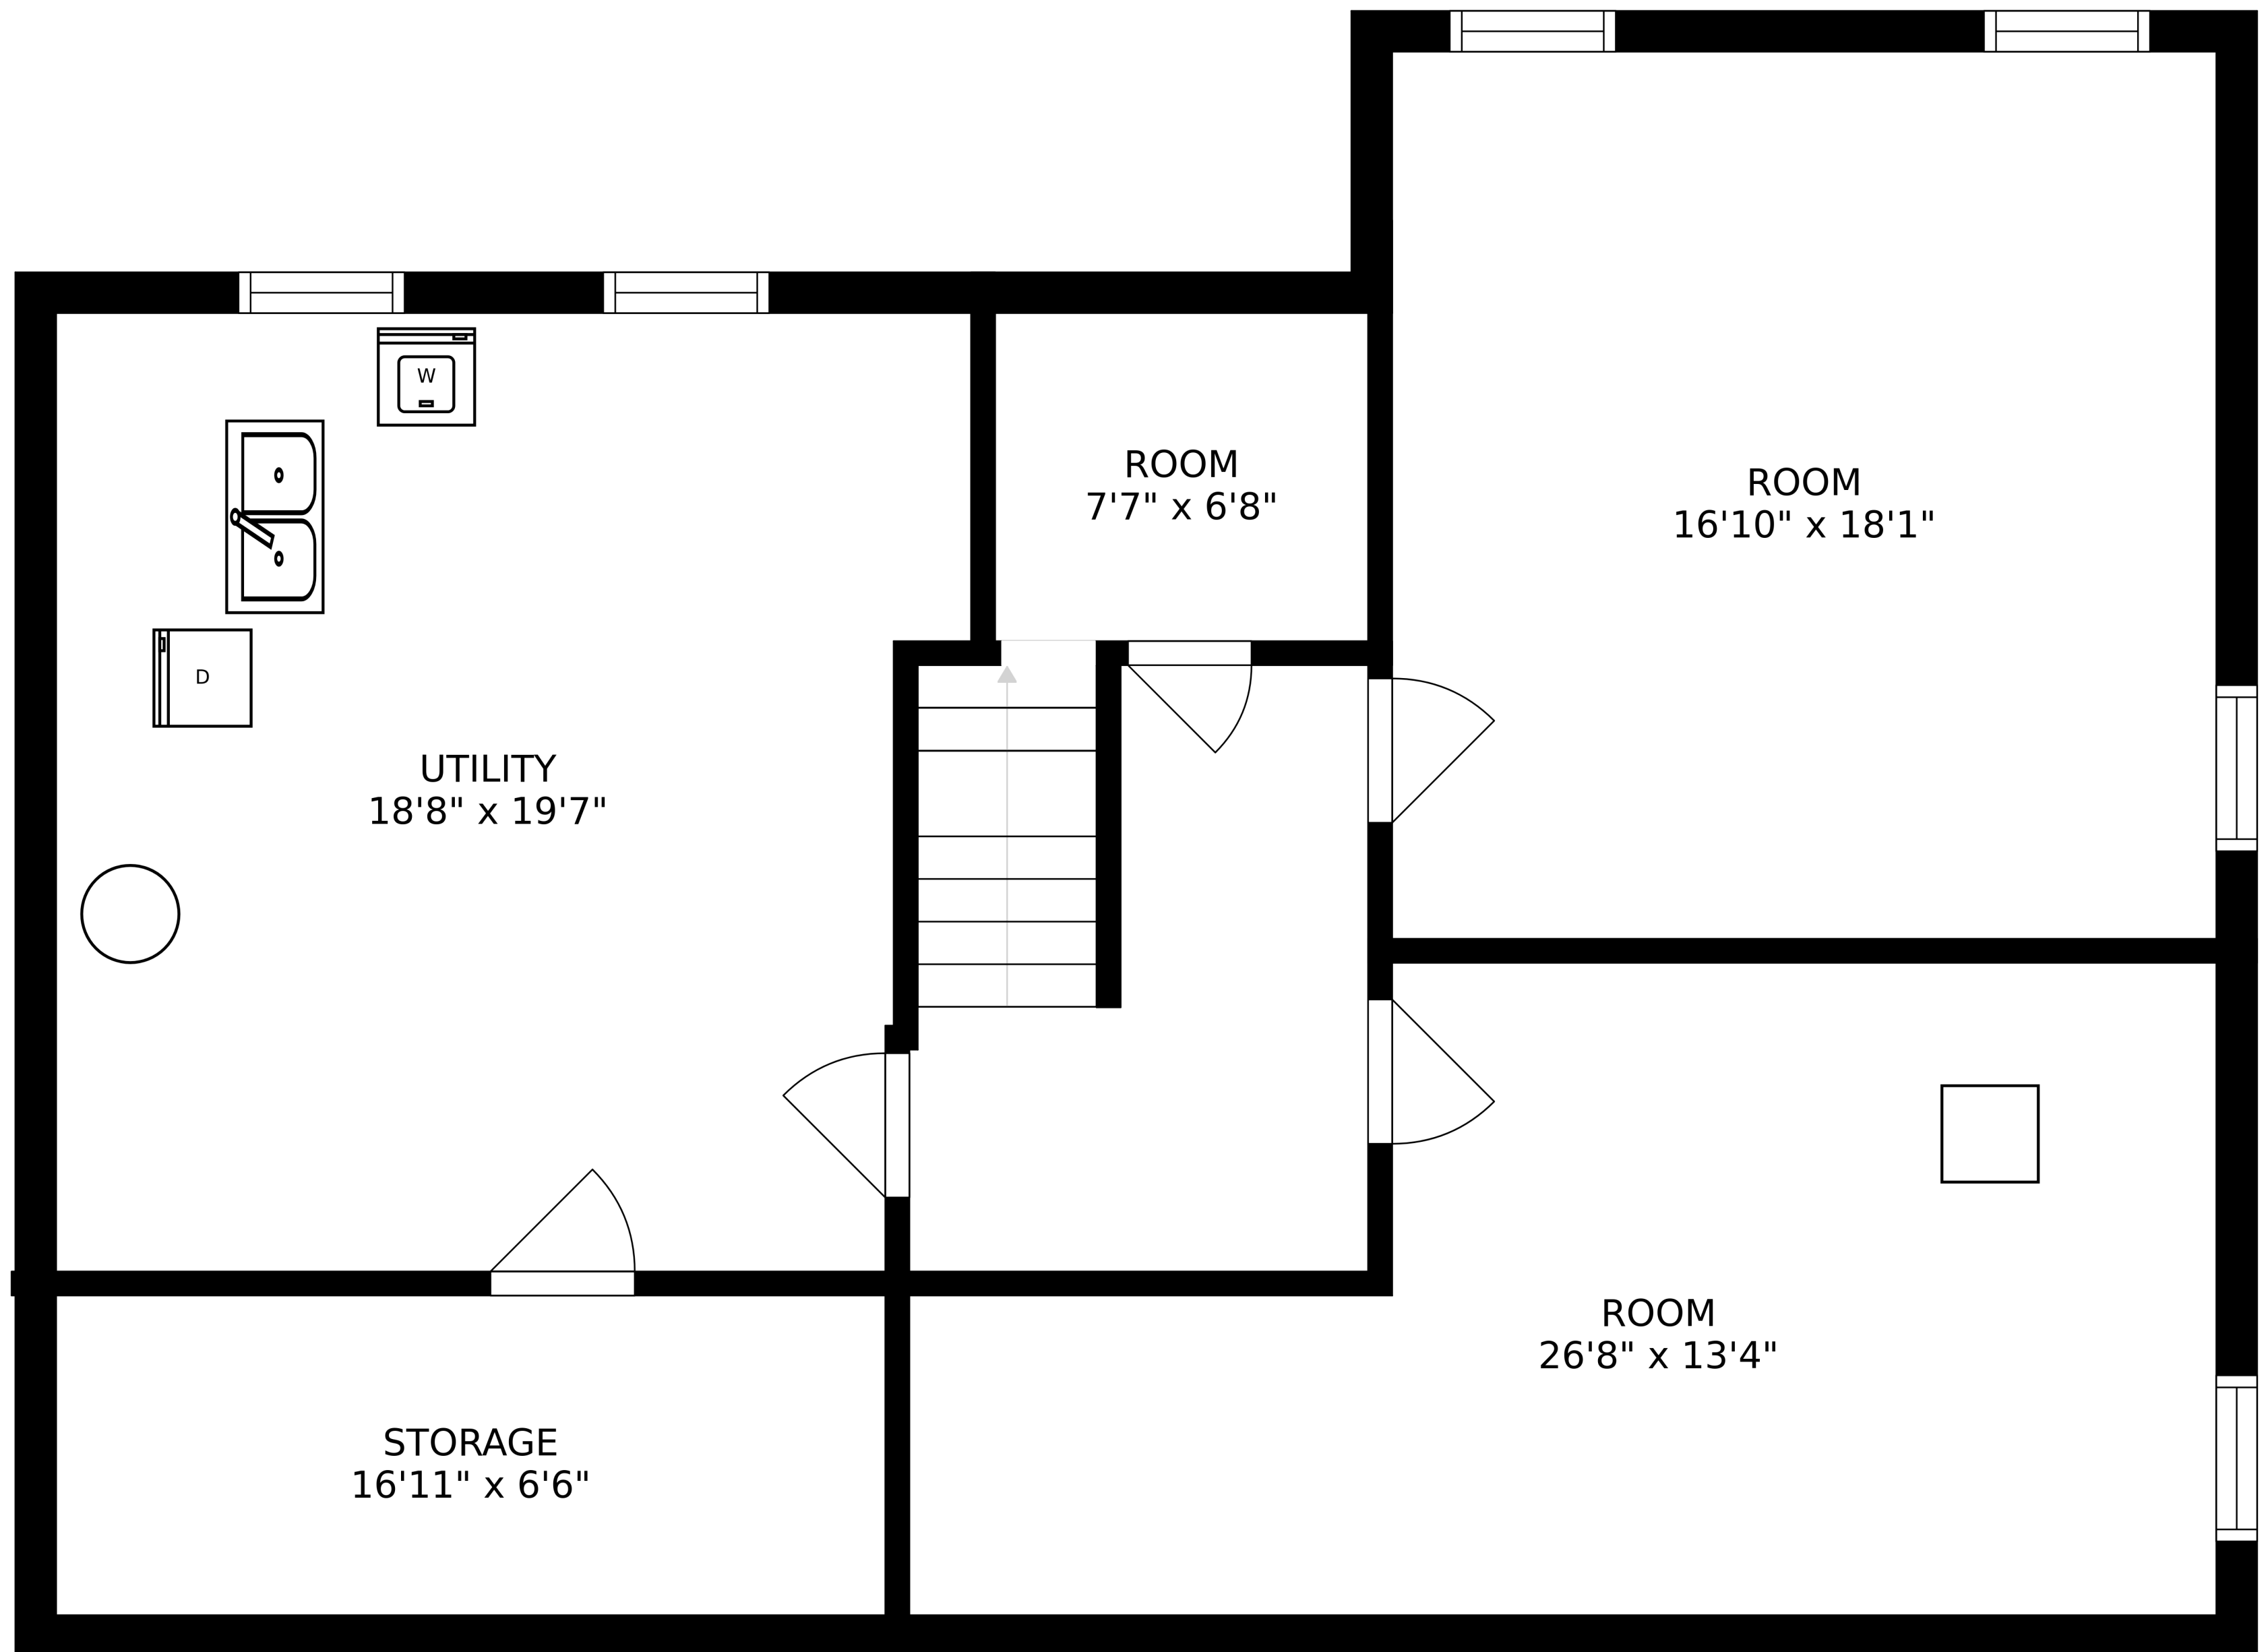 W
ROOM
7'7" x 6'8"
ROOM
16'10" x 18'1"
D
UTILITY
18'8" x 19'7"
ROOM
26'8" x 13'4"
STORAGE
16'11" x 6'6"